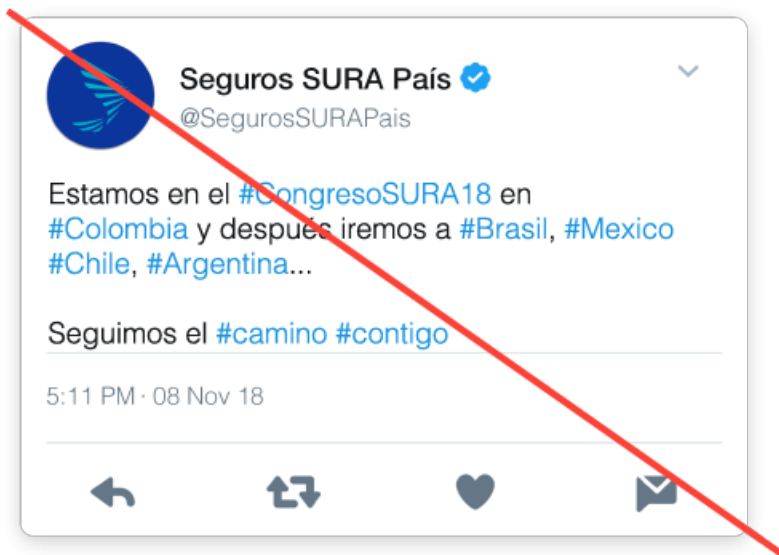 Seguros SURA País
@SegurosSURAPais
Estamos en el #CongresoSURA18 en
#Colombia y después iremos a #Brasil, #Mexico
#Chile, #Argentina...
Seguimos el #camino #contigo
5:11 PM · 08 Nov 18